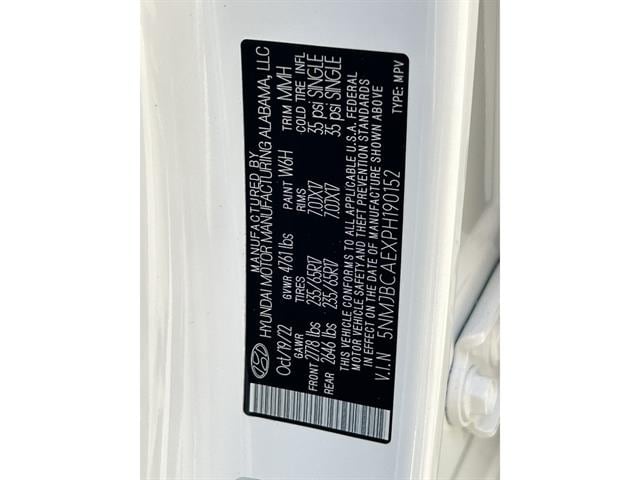 MANUFACTURED BY
HYUNDAI MOTOR MANUFACTURING ALABAMA, LLC
Oct/19/22 GVWR 4761 lbs PAINT W6H TRIM MMH
GAWR TIRES RIMS COLD TIRE INFL
FRONT 2778 lbs 235/65R17 7.0JX17 35 psi SINGLE
REAR 2646 lbs 235/65R17 7.0JX17 35 psi SINGLE
THIS VEHICLE CONFORMS TO ALL APPLICABLE U.S.A. FEDERAL
MOTOR VEHICLE SAFETY AND THEFT PREVENTION STANDARDS
IN EFFECT ON THE DATE OF MANUFACTURE SHOWN ABOVE
V.I.N 5NMJBCAEXPH190152 TYPE: MPV